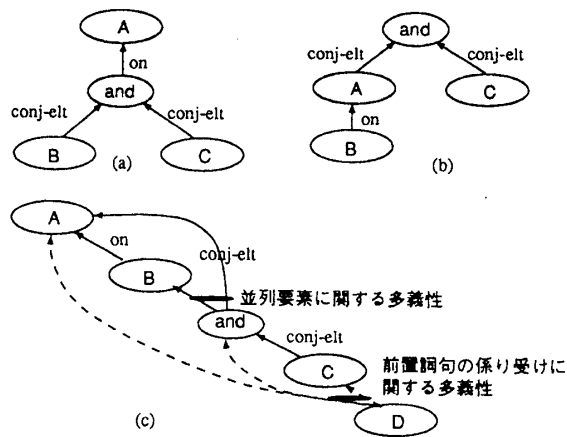 A
on
and
conj-elt
conj-elt
B
C
(a)
and
conj-elt
conj-elt
A
C
on
B
(b)
A
on
conj-elt
B
並列要素に関する多義性
and
conj-elt
C
前置詞句の係り受けに
関する多義性
D
(c)